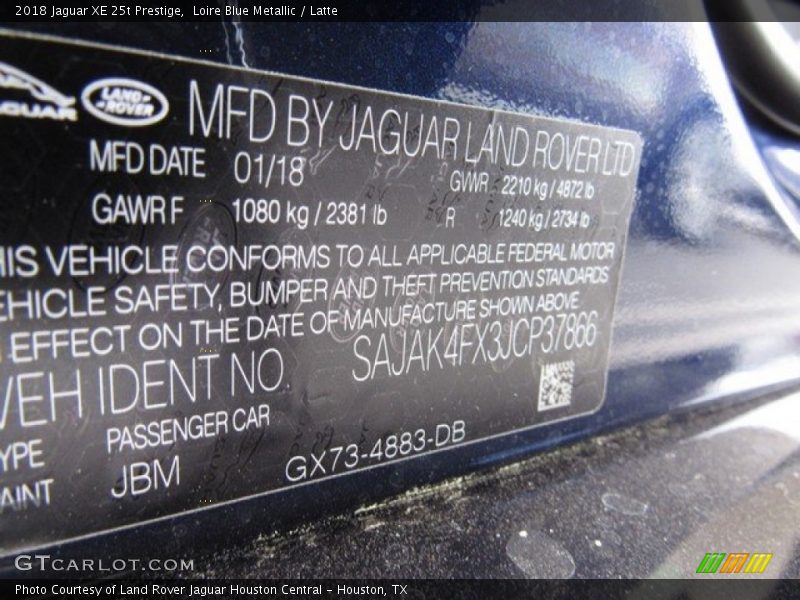 2018 Jaguar XE 25t Prestige, Loire Blue Metallic / Latte
JAGUAR LAND ROVER MFD BY JAGUAR LAND ROVER LTD
MFD DATE 01/18 GWR 2210 kg / 4872 lb
GAWR F 1080 kg / 2381 lb R 1240 kg / 2734 lb
HIS VEHICLE CONFORMS TO ALL APPLICABLE FEDERAL MOTOR
EHICLE SAFETY, BUMPER AND THEFT PREVENTION STANDARDS
EFFECT ON THE DATE OF MANUFACTURE SHOWN ABOVE
VEH IDENT NO SAJAK4FX3JCP37866
YPE PASSENGER CAR
AINT JBM GX73-4883-DB
GTCARLOT.COM
Photo Courtesy of Land Rover Jaguar Houston Central - Houston, TX